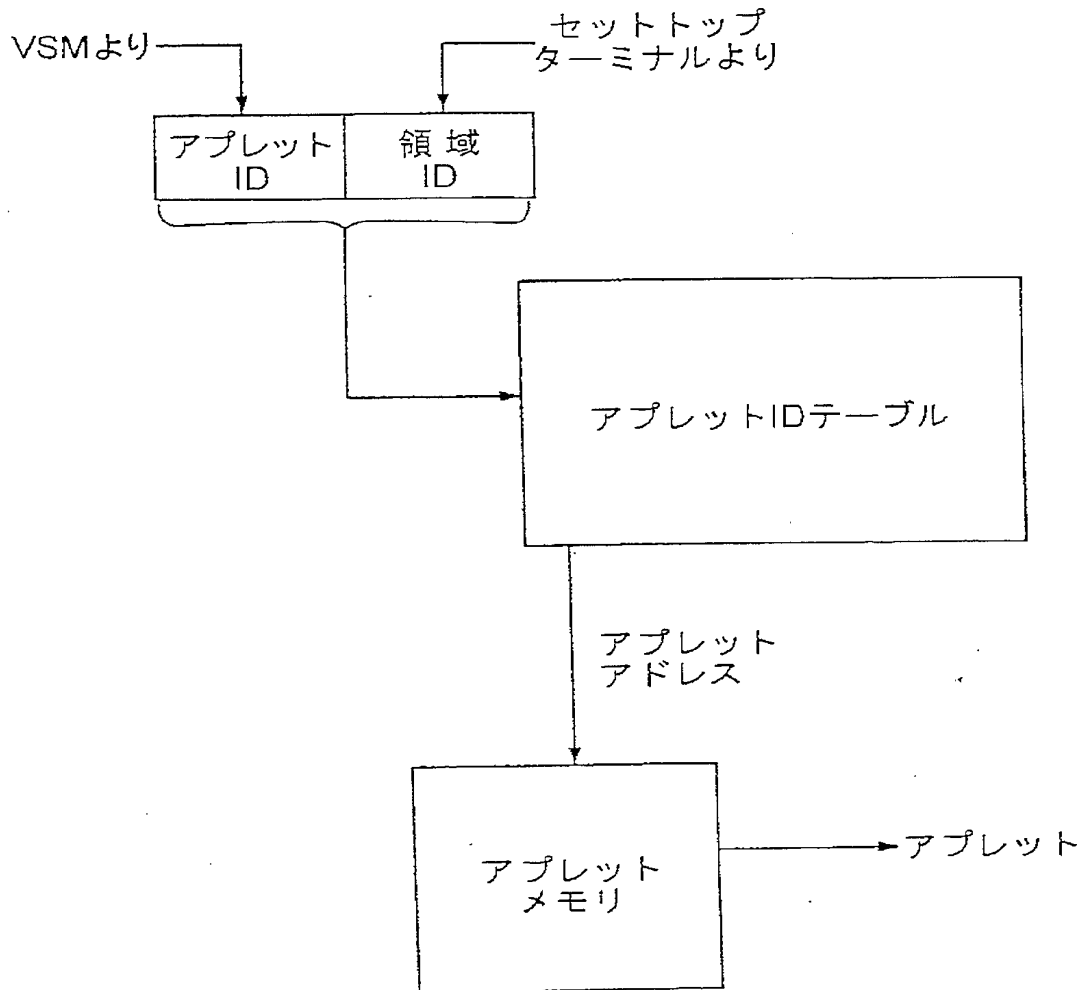 VSMより
セットトップ
ターミナルより
アプレット
ID
領域
ID
アプレットIDテーブル
アプレット
アドレス
アプレット
メモリ
アプレット